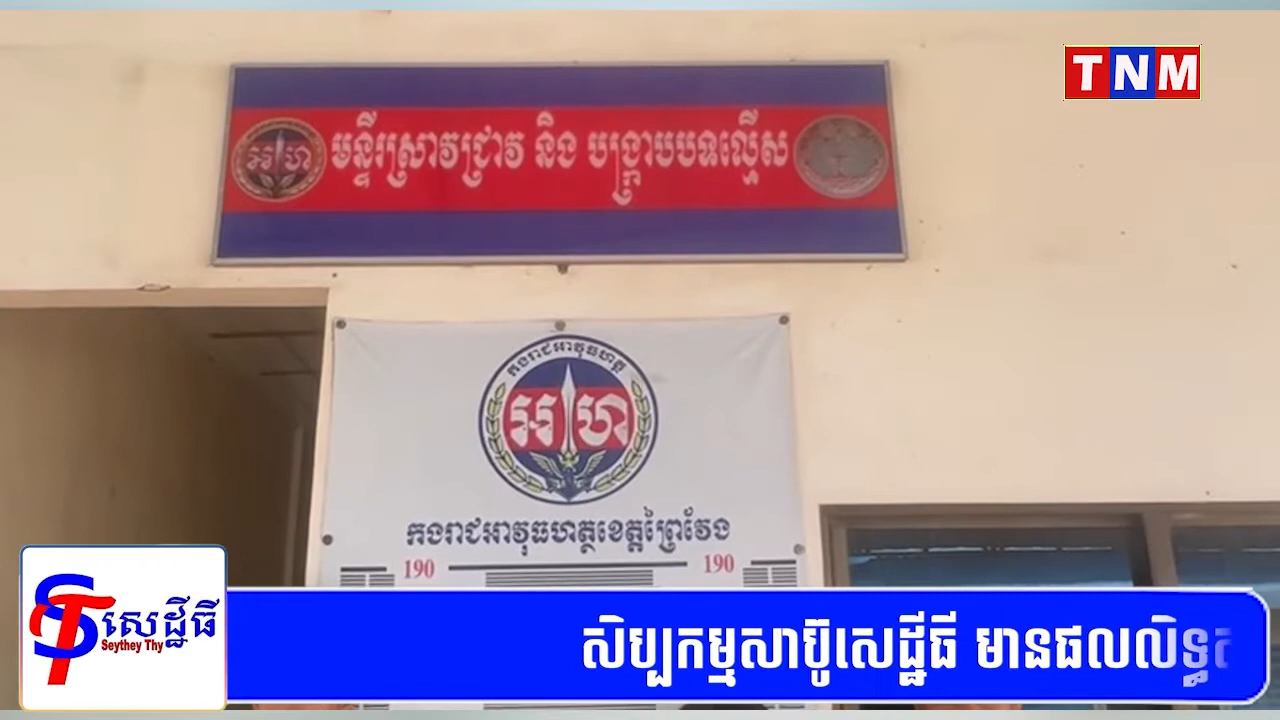 TNM
មន្ទីរស្រាវជ្រាវ និង បង្ក្រាបបទល្មើស
អ ហ
កងរាជអាវុធហត្ថ
អ ហ
កងរាជអាវុធហត្ថខេត្តព្រៃវែង
190 190
ST សេដ្ឋីធី
Seythey Thy
សិប្បកម្មសាប៊ូសេដ្ឋីធី មានផលលិទ្ធ